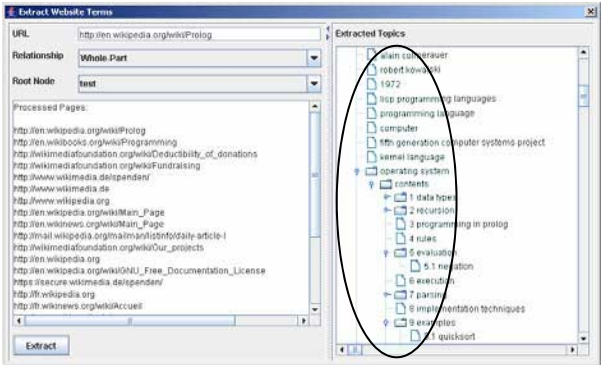 Extract Website Terms
URL
http://en.wikipedia.org/wiki/Prolog
Relationship
Whole-Part
Root Node
test
Processed Pages:
http://en.wikipedia.org/wiki/Prolog
http://en.wikibooks.org/wiki/Programming
http://wikimediafoundation.org/wiki/Deductibility_of_donations
http://wikimediafoundation.org/wiki/Fundraising
http://www.wikimedia.de/spenden/
http://www.wikimedia.de
http://www.wikipedia.org
http://en.wikipedia.org/wiki/Main_Page
http://en.wikinews.org/wiki/Main_Page
http://mail.wikipedia.org/mailman/listinfo/daily-article-l
http://wikimediafoundation.org/wiki/Our_projects
http://en.wikipedia.org
http://en.wikipedia.org/wiki/GNU_Free_Documentation_License
https://secure.wikimedia.de/spenden/
http://fr.wikipedia.org
http://fr.wikinews.org/wiki/Accueil
Extract
Extracted Topics
alain colmerauer
robert kowalski
1972
lisp programming languages
programming language
computer
fifth generation computer systems project
kernel language
operating system
contents
1 data types
2 recursion
3 programming in prolog
4 rules
5 evaluation
5.1 negation
6 execution
7 parsing
8 implementation techniques
9 examples
9.1 quicksort